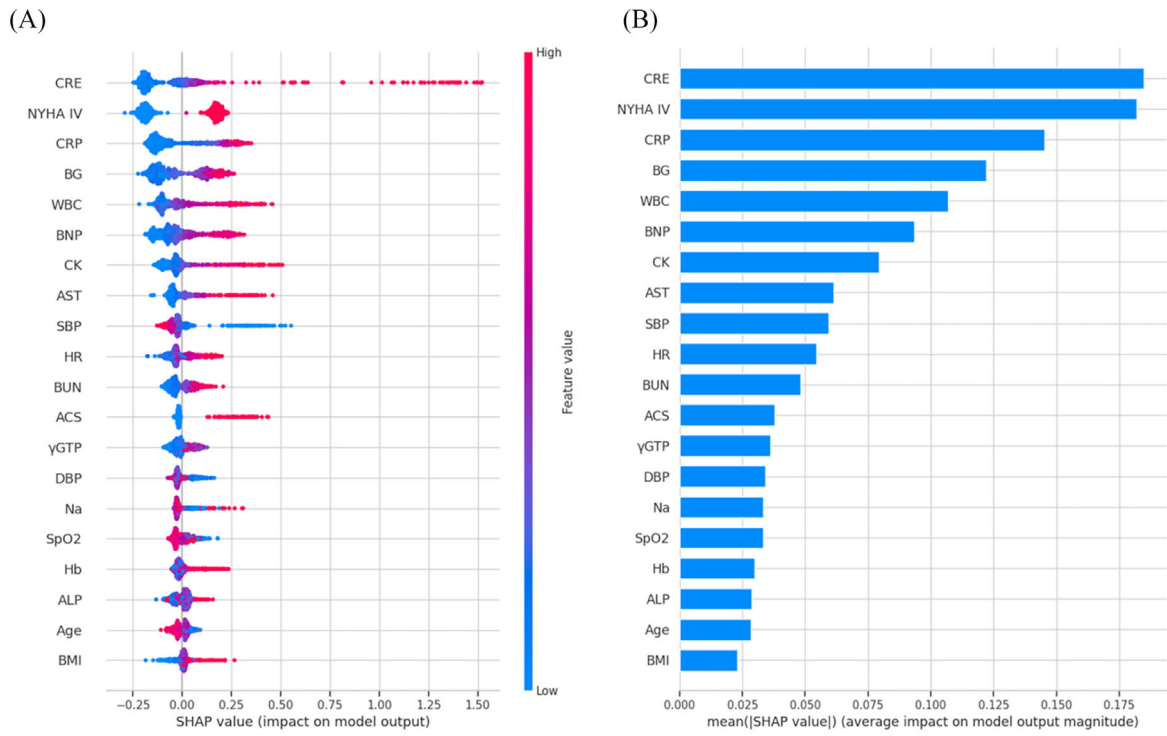 (A)
High
CRE
NYHA IV
CRP
BG
WBC
BNP
CK
AST
SBP
HR
BUN
ACS
γGTP
DBP
Na
SpO2
Hb
ALP
Age
BMI
Feature value
Low
−0.25 0.00 0.25 0.50 0.75 1.00 1.25 1.50
SHAP value (impact on model output)
(B)
CRE
NYHA IV
CRP
BG
WBC
BNP
CK
AST
SBP
HR
BUN
ACS
γGTP
DBP
Na
SpO2
Hb
ALP
Age
BMI
0.000 0.025 0.050 0.075 0.100 0.125 0.150 0.175
mean(|SHAP value|) (average impact on model output magnitude)